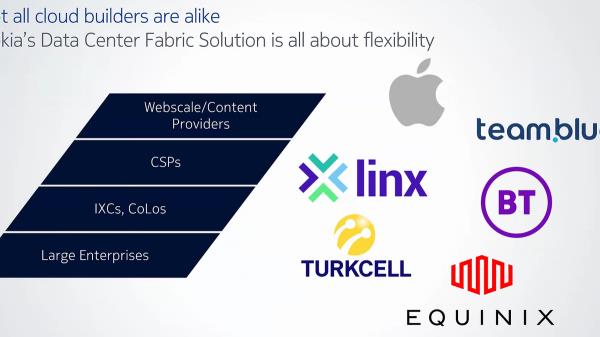 t all cloud builders are alike
kia's Data Center Fabric Solution is all about flexibility
Webscale/Content
Providers
CSPs
IXCs, CoLos
Large Enterprises
team.blu
linx
BT
TURKCELL
EQUINIX